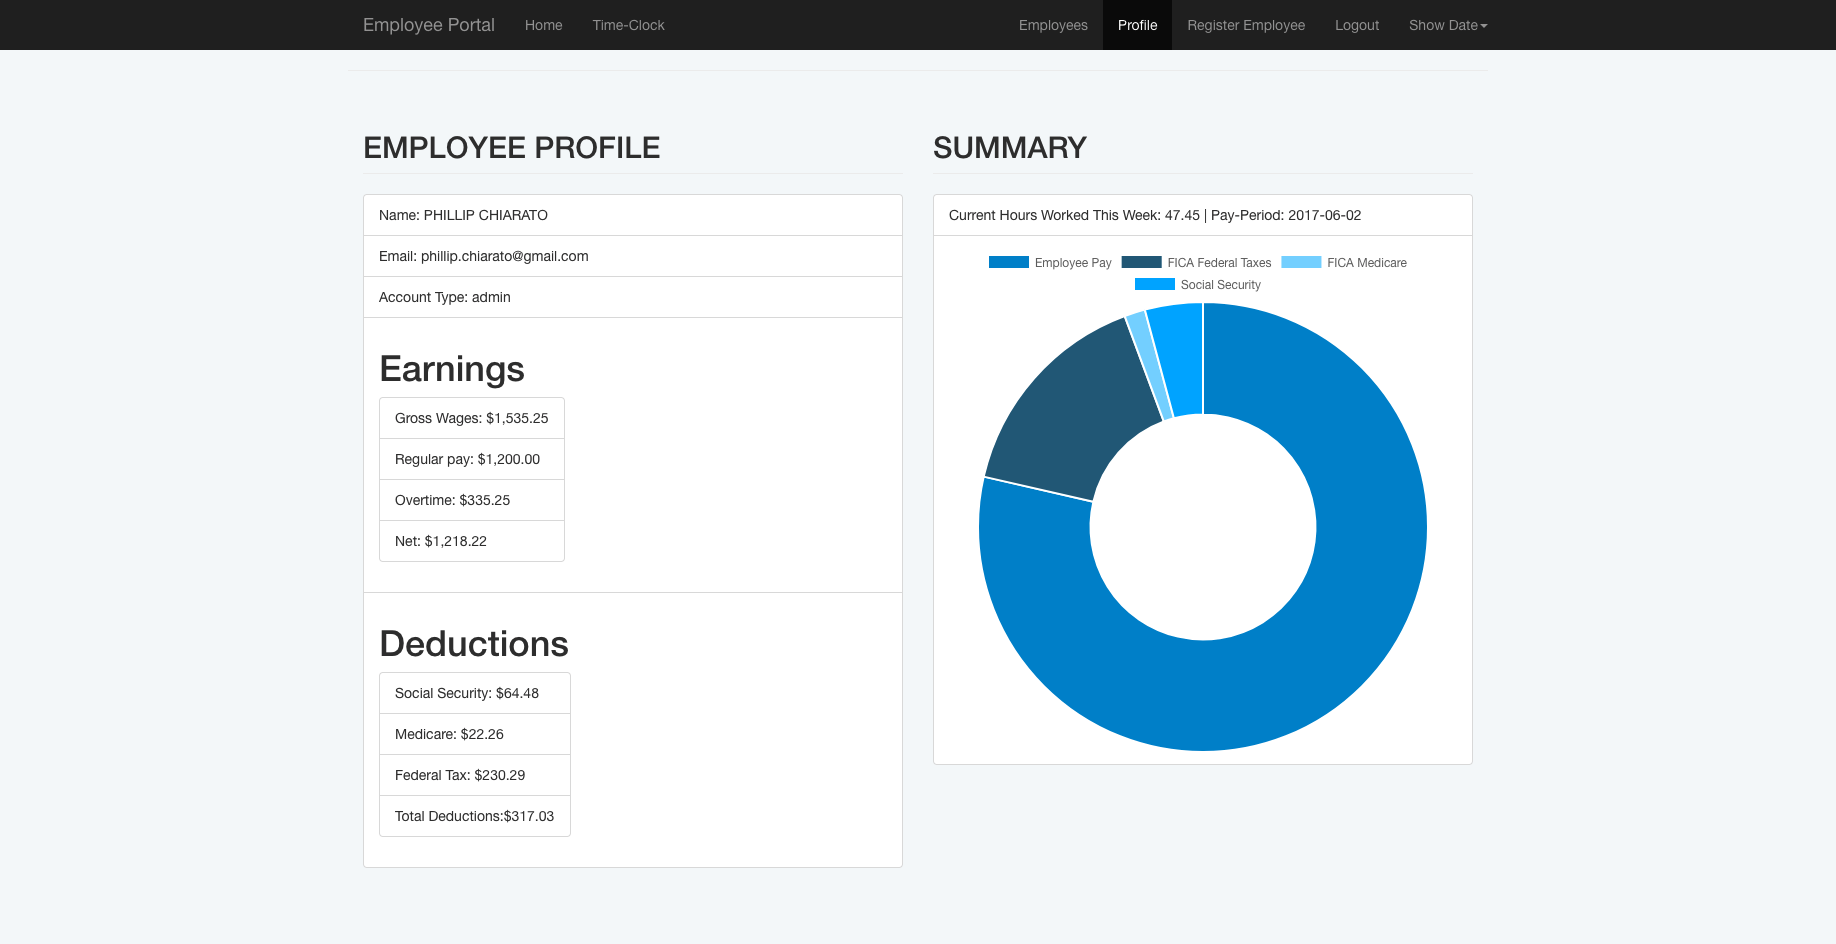 Employee Portal Home Time-Clock Employees Profile Register Employee Logout Show Date
EMPLOYEE PROFILE
Name: PHILLIP CHIARATO
Email: phillip.chiarato@gmail.com
Account Type: admin
Earnings
Gross Wages: $1,535.25
Regular pay: $1,200.00
Overtime: $335.25
Net: $1,218.22
Deductions
Social Security: $64.48
Medicare: $22.26
Federal Tax: $230.29
Total Deductions:$317.03
SUMMARY
Current Hours Worked This Week: 47.45 | Pay-Period: 2017-06-02
Employee Pay FICA Federal Taxes FICA Medicare
Social Security